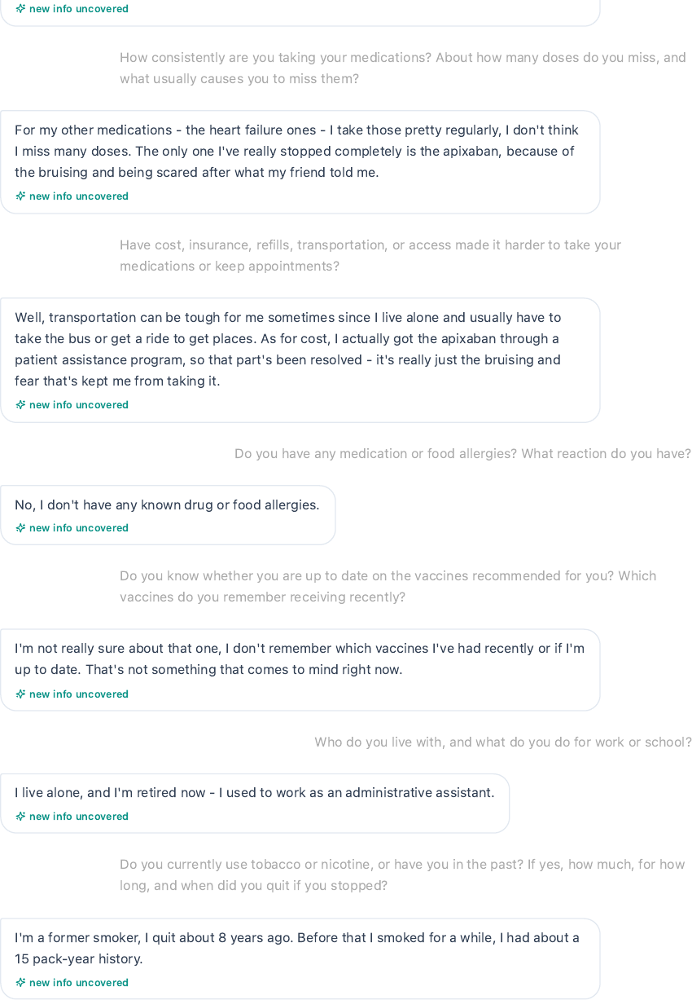 new info uncovered
How consistently are you taking your medications? About how many doses do you miss, and
what usually causes you to miss them?
For my other medications - the heart failure ones - I take those pretty regularly, I don't think
I miss many doses. The only one I've really stopped completely is the apixaban, because of
the bruising and being scared after what my friend told me.
new info uncovered
Have cost, insurance, refills, transportation, or access made it harder to take your
medications or keep appointments?
Well, transportation can be tough for me sometimes since I live alone and usually have to
take the bus or get a ride to get places. As for cost, I actually got the apixaban through a
patient assistance program, so that part's been resolved - it's really just the bruising and
fear that's kept me from taking it.
new info uncovered
Do you have any medication or food allergies? What reaction do you have?
No, I don't have any known drug or food allergies.
new info uncovered
Do you know whether you are up to date on the vaccines recommended for you? Which
vaccines do you remember receiving recently?
I'm not really sure about that one, I don't remember which vaccines I've had recently or if I'm
up to date. That's not something that comes to mind right now.
new info uncovered
Who do you live with, and what do you do for work or school?
I live alone, and I'm retired now - I used to work as an administrative assistant.
new info uncovered
Do you currently use tobacco or nicotine, or have you in the past? If yes, how much, for how
long, and when did you quit if you stopped?
I'm a former smoker, I quit about 8 years ago. Before that I smoked for a while, I had about a
15 pack-year history.
new info uncovered